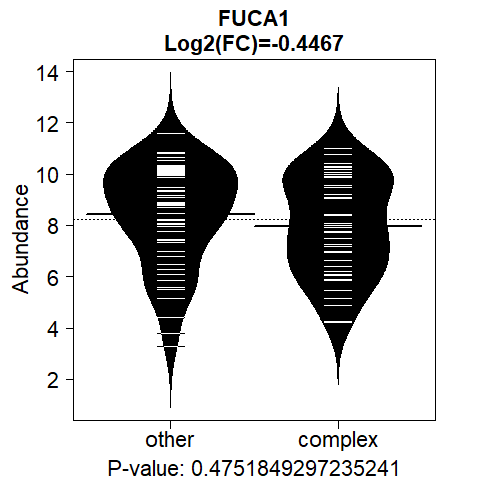 FUCA1
Log2(FC)=-0.4467
14
12
10
8
6
4
2
Abundance
other complex
P-value: 0.4751849297235241